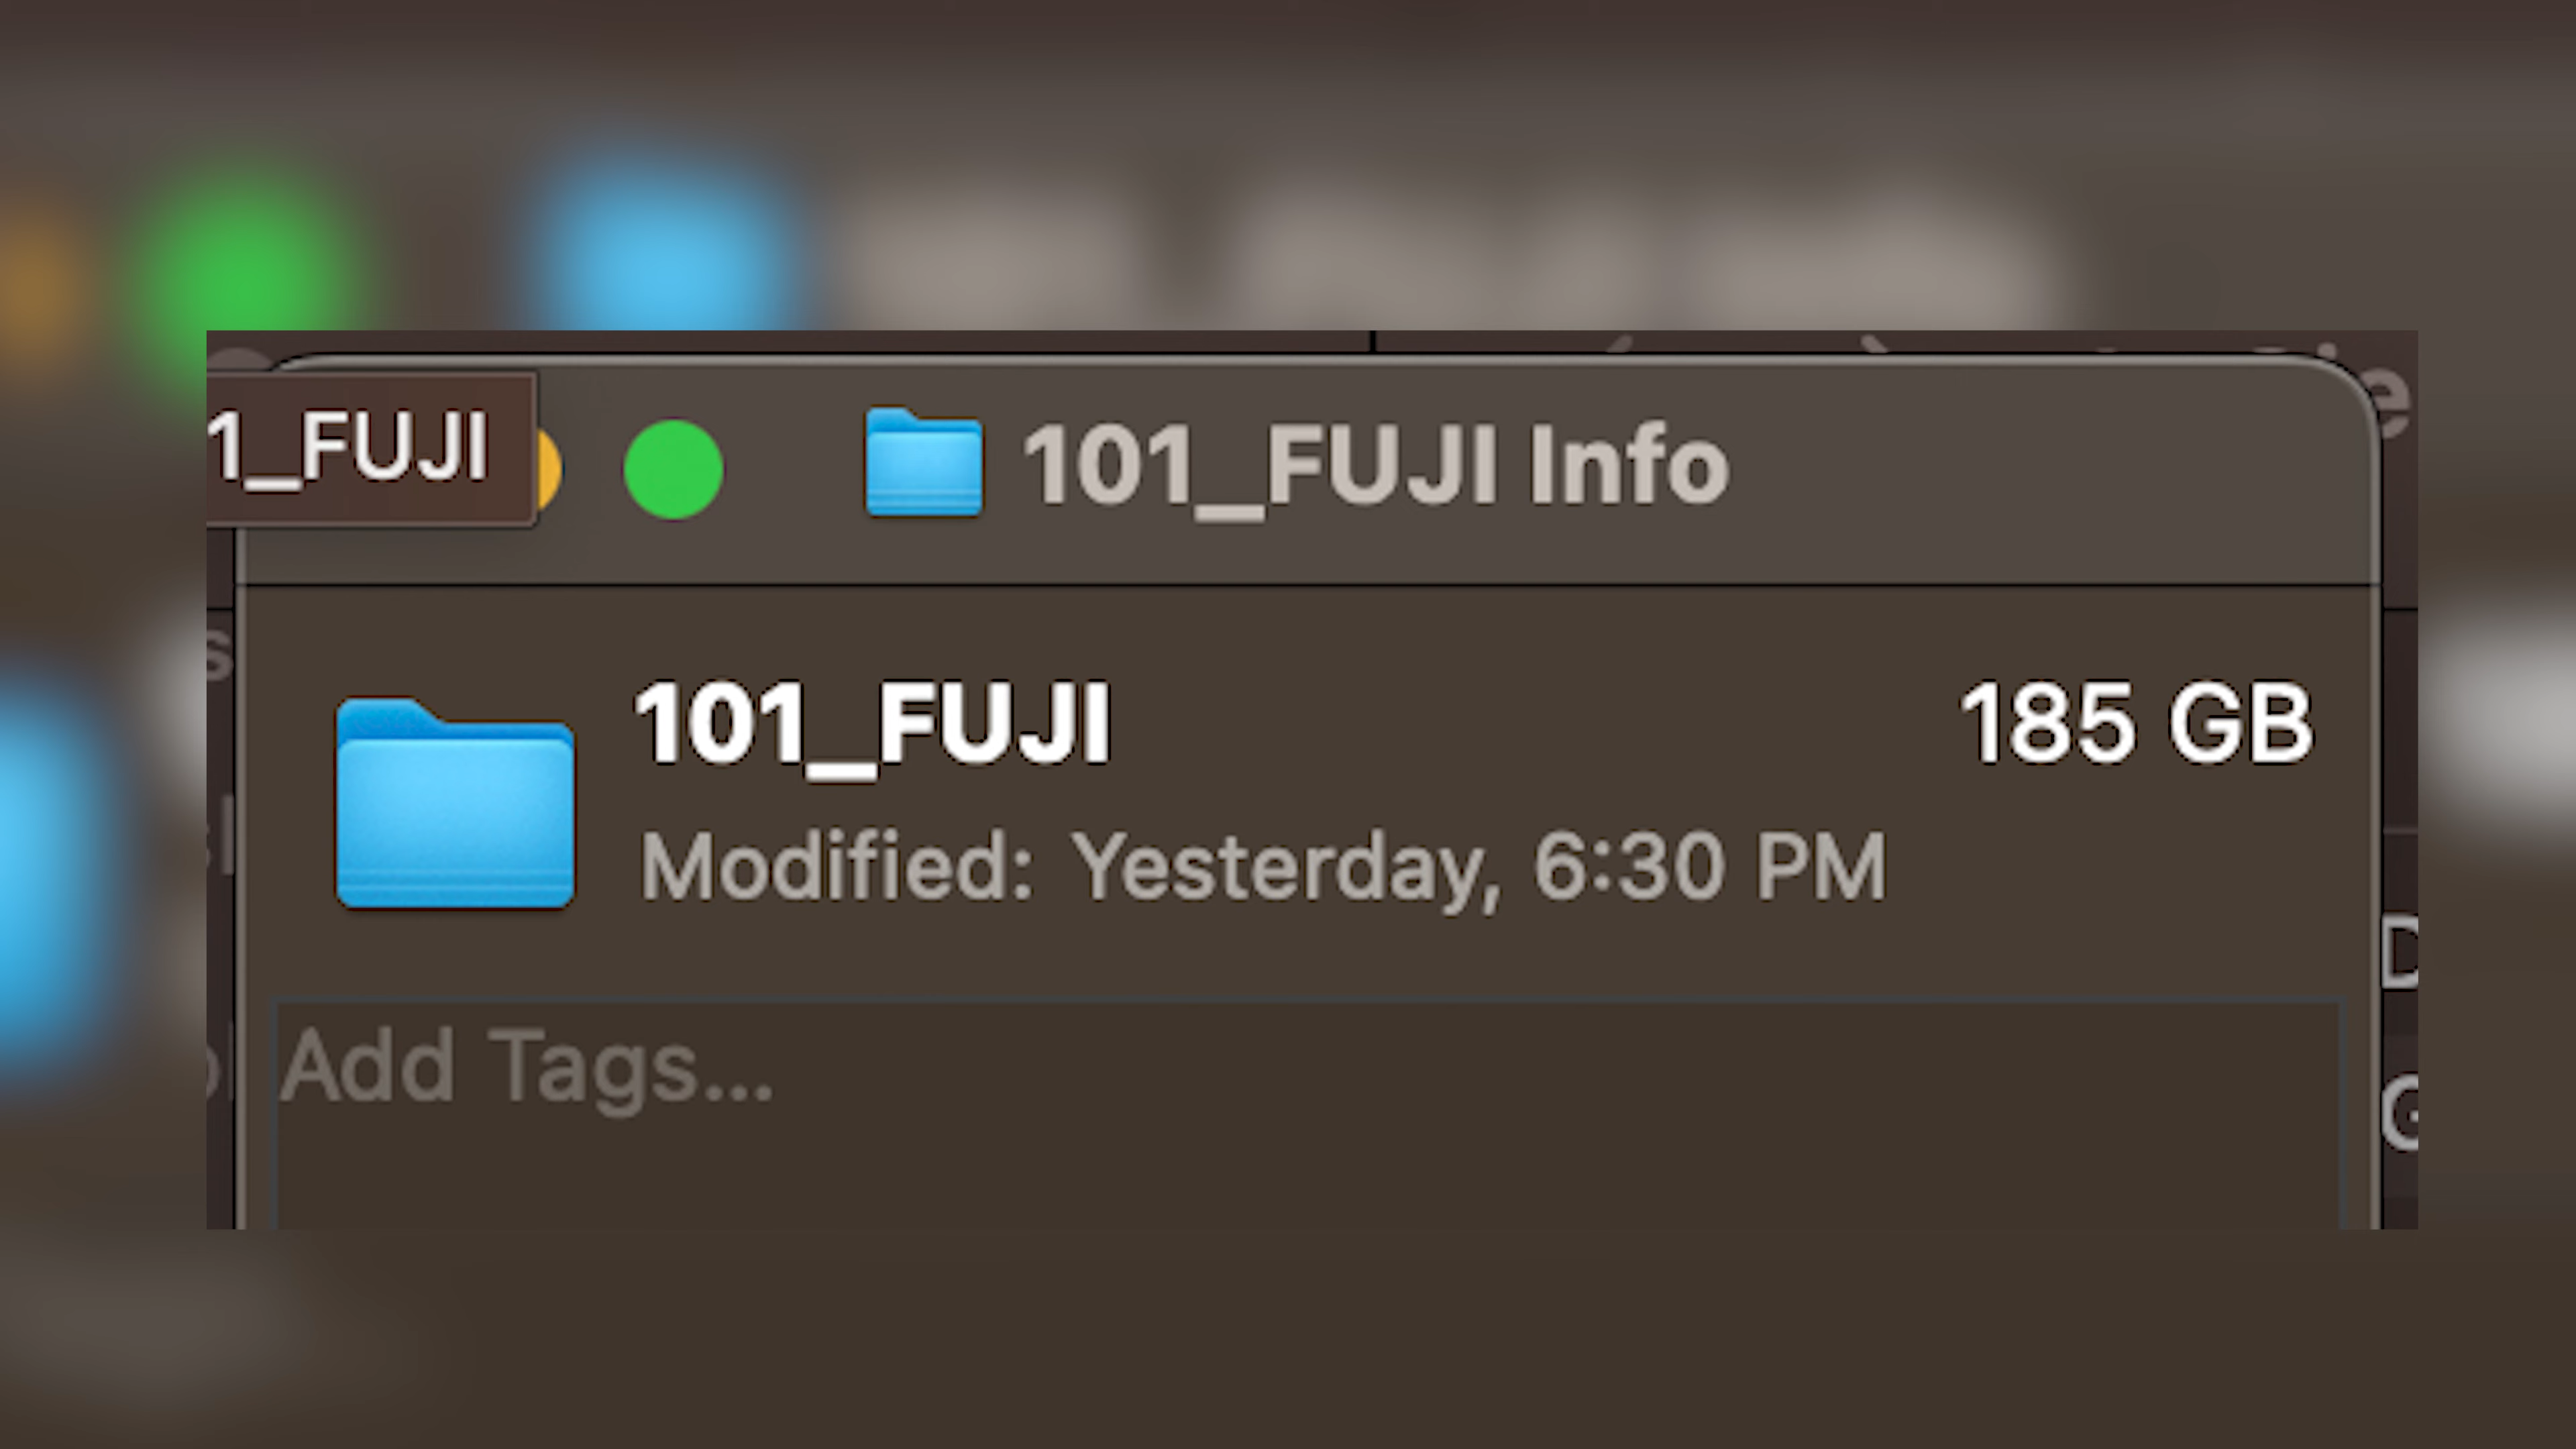 1_FUJI
101_FUJI Info
101_FUJI
185 GB
Modified: Yesterday, 6:30 PM
Add Tags...